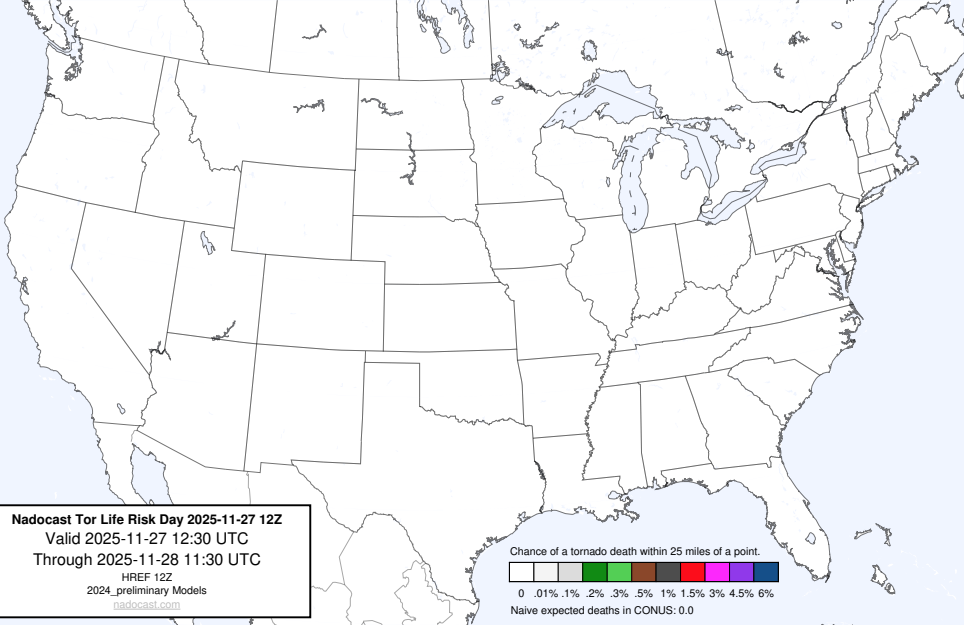 Nadocast Tor Life Risk Day 2025-11-27 12Z
Valid 2025-11-27 12:30 UTC
Through 2025-11-28 11:30 UTC
HREF 12Z
2024_preliminary Models
nadocast.com
Chance of a tornado death within 25 miles of a point.
0 .01% .1% .2% .3% .5% 1% 1.5% 3% 4.5% 6%
Naive expected deaths in CONUS: 0.0